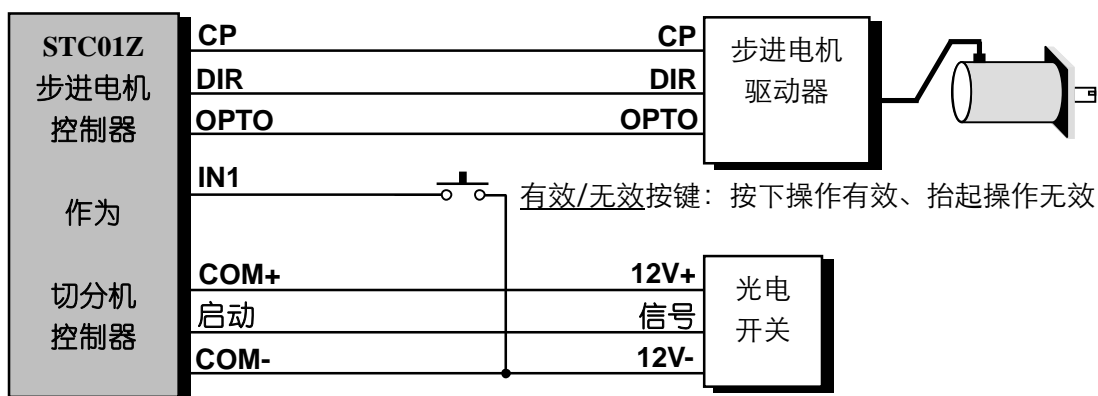 STC01Z
步进电机
控制器
作为
切分机
控制器
CP
DIR
OPTO
IN1
COM+
启动
COM-
CP
DIR
OPTO
步进电机
驱动器
有效/无效按键：按下操作有效、抬起操作无效
12V+
信号
12V-
光电
开关